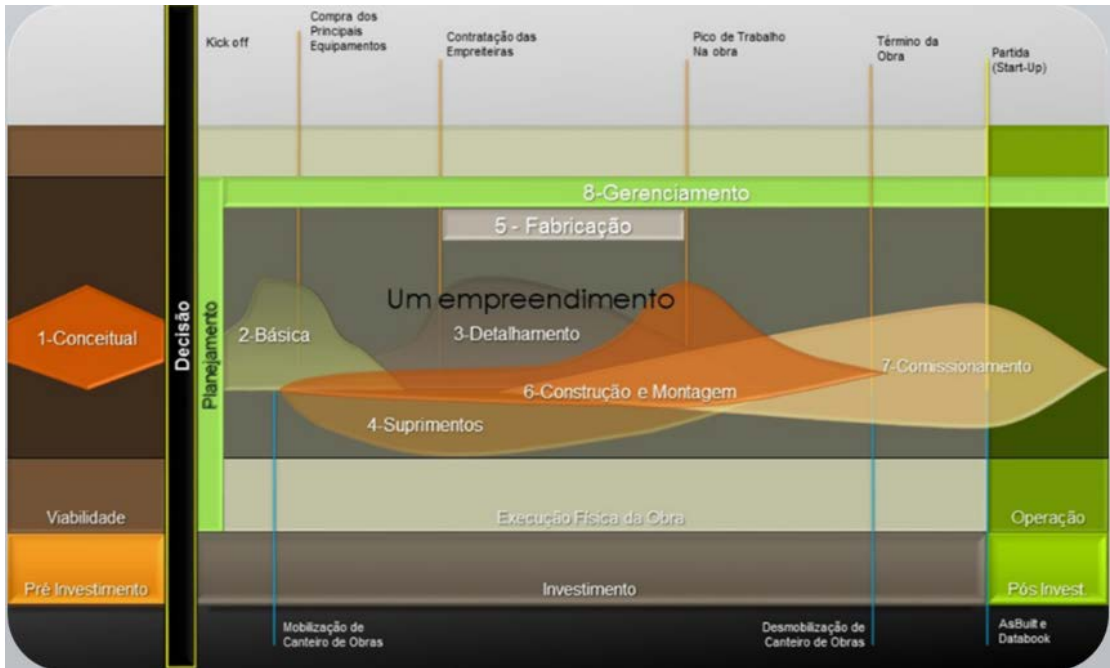 Kick off
Compra dos
Principais
Equipamentos
Contratação das
Empreiteiras
Pico de Trabalho
Na obra
Término da
Obra
Partida
(Start-Up)
8-Gerenciamento
5 - Fabricação
Um empreendimento
1-Conceitual
Decisão
Planejamento
2-Básica
3-Detalhamento
7-Comissionamento
6-Construção e Montagem
4-Suprimentos
Viabilidade
Execução Física da Obra
Operação
Pré Investimento
Investimento
Pós Invest.
Mobilização de
Canteiro de Obras
Desmobilização de
Canteiro de Obras
AsBuilt e
Databook